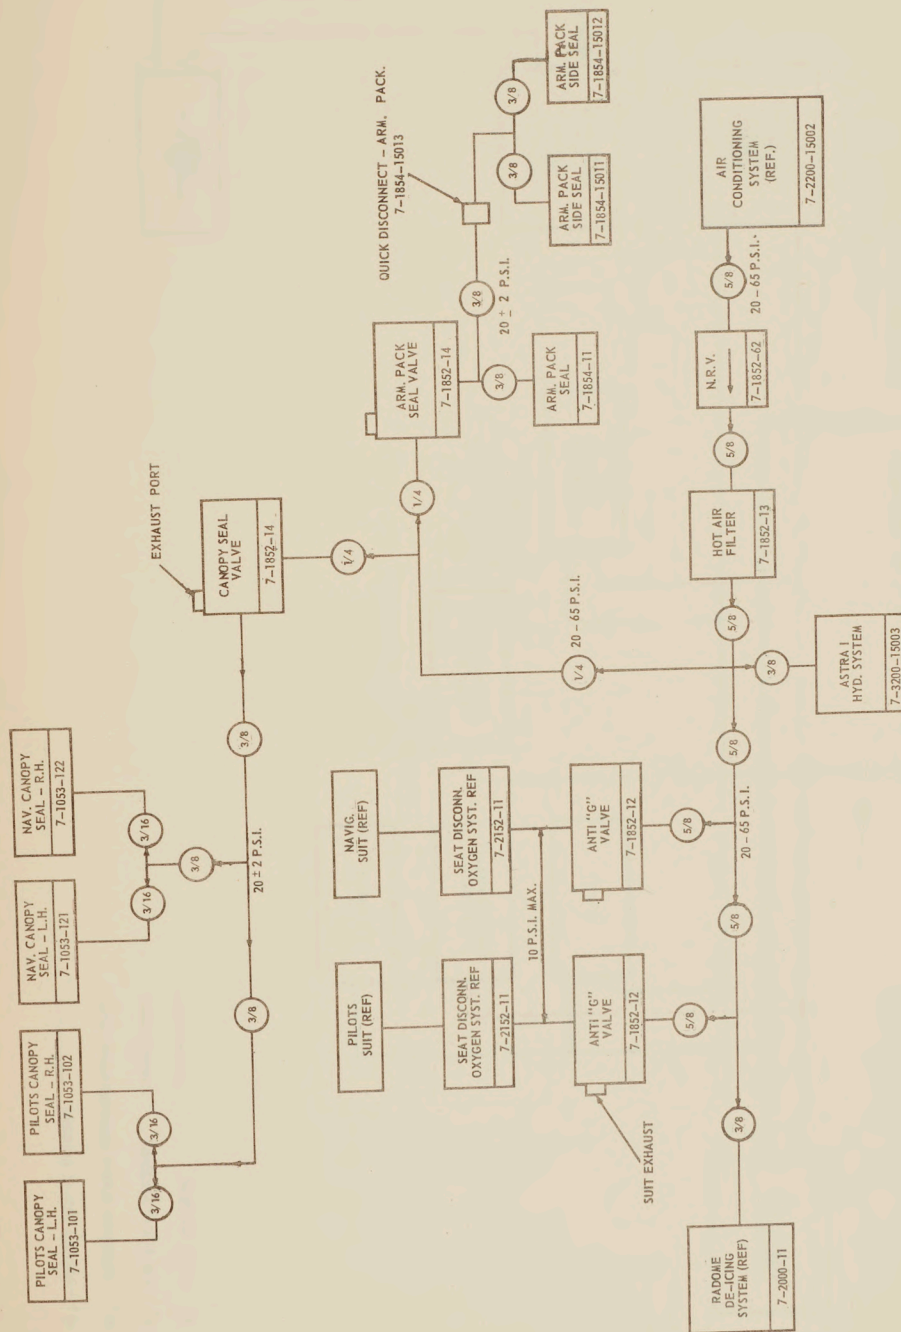 PILOTS CANOPY
SEAL – L.H.
7-1053-101
PILOTS CANOPY
SEAL – R.H.
7-1053-102
NAV. CANOPY
SEAL – L.H.
7-1053-121
NAV. CANOPY
SEAL – R.H.
7-1053-122
3/16
3/16
3/16
3/16
3/8
3/8
3/8
20 ± 2 P.S.I.
EXHAUST PORT
CANOPY SEAL
VALVE
7-1852-14
1/4
QUICK DISCONNECT – ARM. PACK.
7-1854-15013
ARM. PACK
SEAL VALVE
7-1852-14
1/4
3/8
20 ± 2 P.S.I.
3/8
3/8
3/8
ARM. PACK
SEAL
7-1854-11
ARM. PACK
SIDE SEAL
7-1854-15011
ARM. PACK
SIDE SEAL
7-1854-15012
PILOTS
SUIT (REF)
NAVIG.
SUIT (REF)
SEAT DISCONN.
OXYGEN SYST. REF
7-2152-11
SEAT DISCONN.
OXYGEN SYST. REF
7-2152-11
10 P.S.I. MAX.
ANTI "G"
VALVE
7-1852-12
ANTI "G"
VALVE
7-1852-12
SUIT EXHAUST
5/8
5/8
1/4
20 – 65 P.S.I.
RADOME
DE-ICING
SYSTEM (REF)
7-2000-11
3/8
5/8
20 – 65 P.S.I.
5/8
5/8
3/8
ASTRA I
HYD. SYSTEM
7-3200-15003
HOT AIR
FILTER
7-1852-13
5/8
N.R.V.
7-1852-62
5/8
20 – 65 P.S.I.
AIR
CONDITIONING
SYSTEM
(REF.)
7-2200-15002